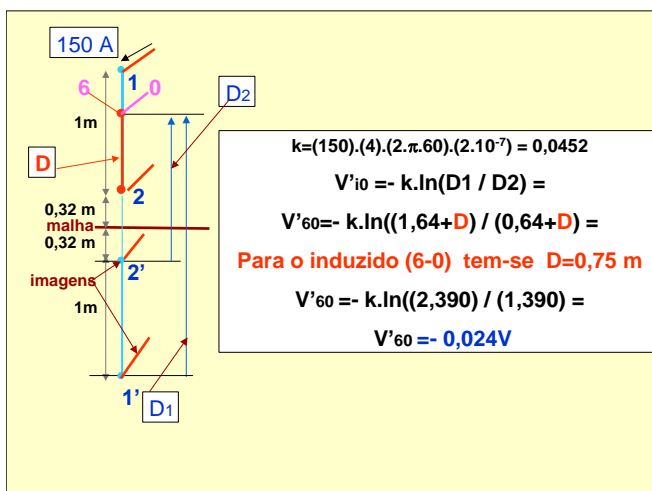 150 A
1
6
0
D2
1m
D
2
0,32 m
malha
0,32 m
2'
imagens
1m
1'
D1
k=(150).(4).(2.π.60).(2.10-7) = 0,0452
V'i0 =- k.ln(D1 / D2) =
V'60=- k.ln((1,64+D) / (0,64+D) =
Para o induzido (6-0) tem-se D=0,75 m
V'60 =- k.ln((2,390) / (1,390) =
V'60 =- 0,024V